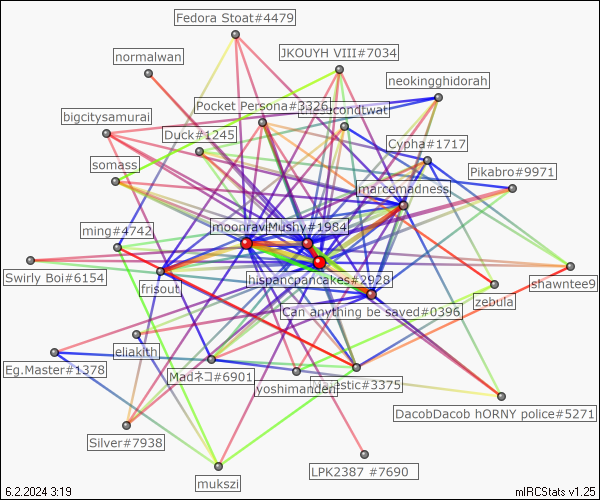 Fedora Stoat#4479
JKOUYH VIII#7034
normalwan
neokingghidorah
Pocket Persona#3326
bigcitysamurai
Duck#1245
Cypha#1717
somass
Pikabro#9971
marcemadness
moonravi
Mushy#1984
ming#4742
Swirly Boi#6154
hispancpancakes#2928
shawntee9
frisout
zebula
Can anything be saved#0396
eliakith
Eg.Master#1378
Madネコ#6901
yoshimanden
Majestic#3375
DacobDacob hORNY police#5271
Silver#7938
mukszi
LPK2387 #7690
6.2.2024 3:19
mIRCStats v1.25